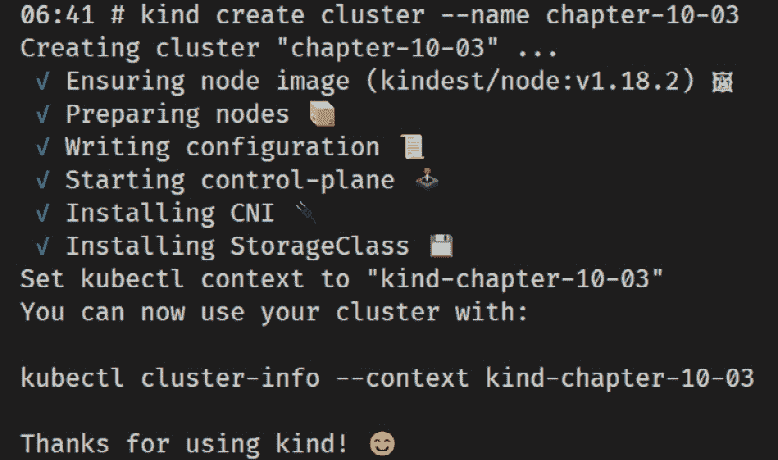 06:41 # kind create cluster --name chapter-10-03
Creating cluster "chapter-10-03" ...
√ Ensuring node image (kindest/node:v1.18.2) 🖼
√ Preparing nodes 📦
√ Writing configuration 📜
√ Starting control-plane 🕹️
√ Installing CNI 🔌
√ Installing StorageClass 💾
Set kubectl context to "kind-chapter-10-03"
You can now use your cluster with:
kubectl cluster-info --context kind-chapter-10-03
Thanks for using kind! 😊